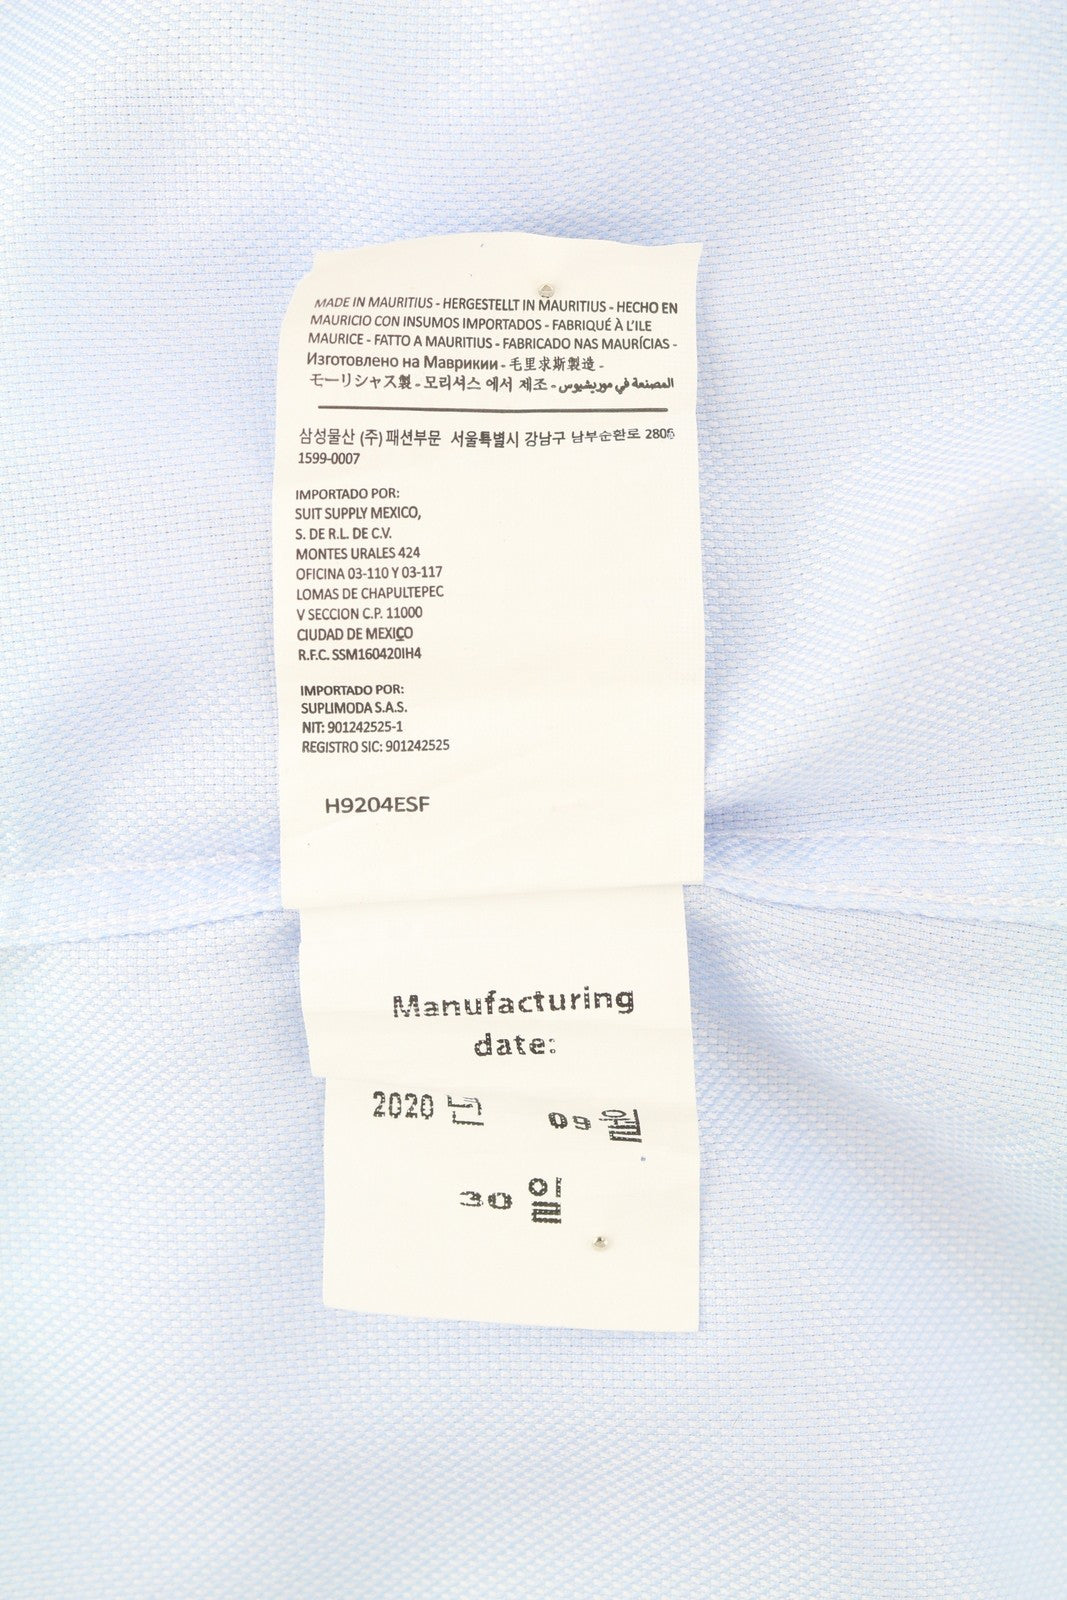 MADE IN MAURITIUS - HERGESTELLT IN MAURITIUS - HECHO EN
MAURICIO CON INSUMOS IMPORTADOS - FABRIQUÉ À L'ILE
MAURICE - FATTO A MAURITIUS - FABRICADO NAS MAURÍCIAS -
Изготовлено на Маврикии - 毛里求斯製造 -
モーリシャス製 - 모리셔스 에서 제조 - المصنعة في موريشيوس
삼성물산 (주) 패션부문 서울특별시 강남구 남부순환로 2806
1599-0007
IMPORTADO POR:
SUIT SUPPLY MEXICO,
S. DE R.L. DE C.V.
MONTES URALES 424
OFICINA 03-110 Y 03-117
LOMAS DE CHAPULTEPEC
V SECCION C.P. 11000
CIUDAD DE MEXICO
R.F.C. SSM160420IH4
IMPORTADO POR:
SUPLIMODA S.A.S.
NIT: 901242525-1
REGISTRO SIC: 901242525
H9204ESF
Manufacturing
date:
2020 년 09 월
30 일